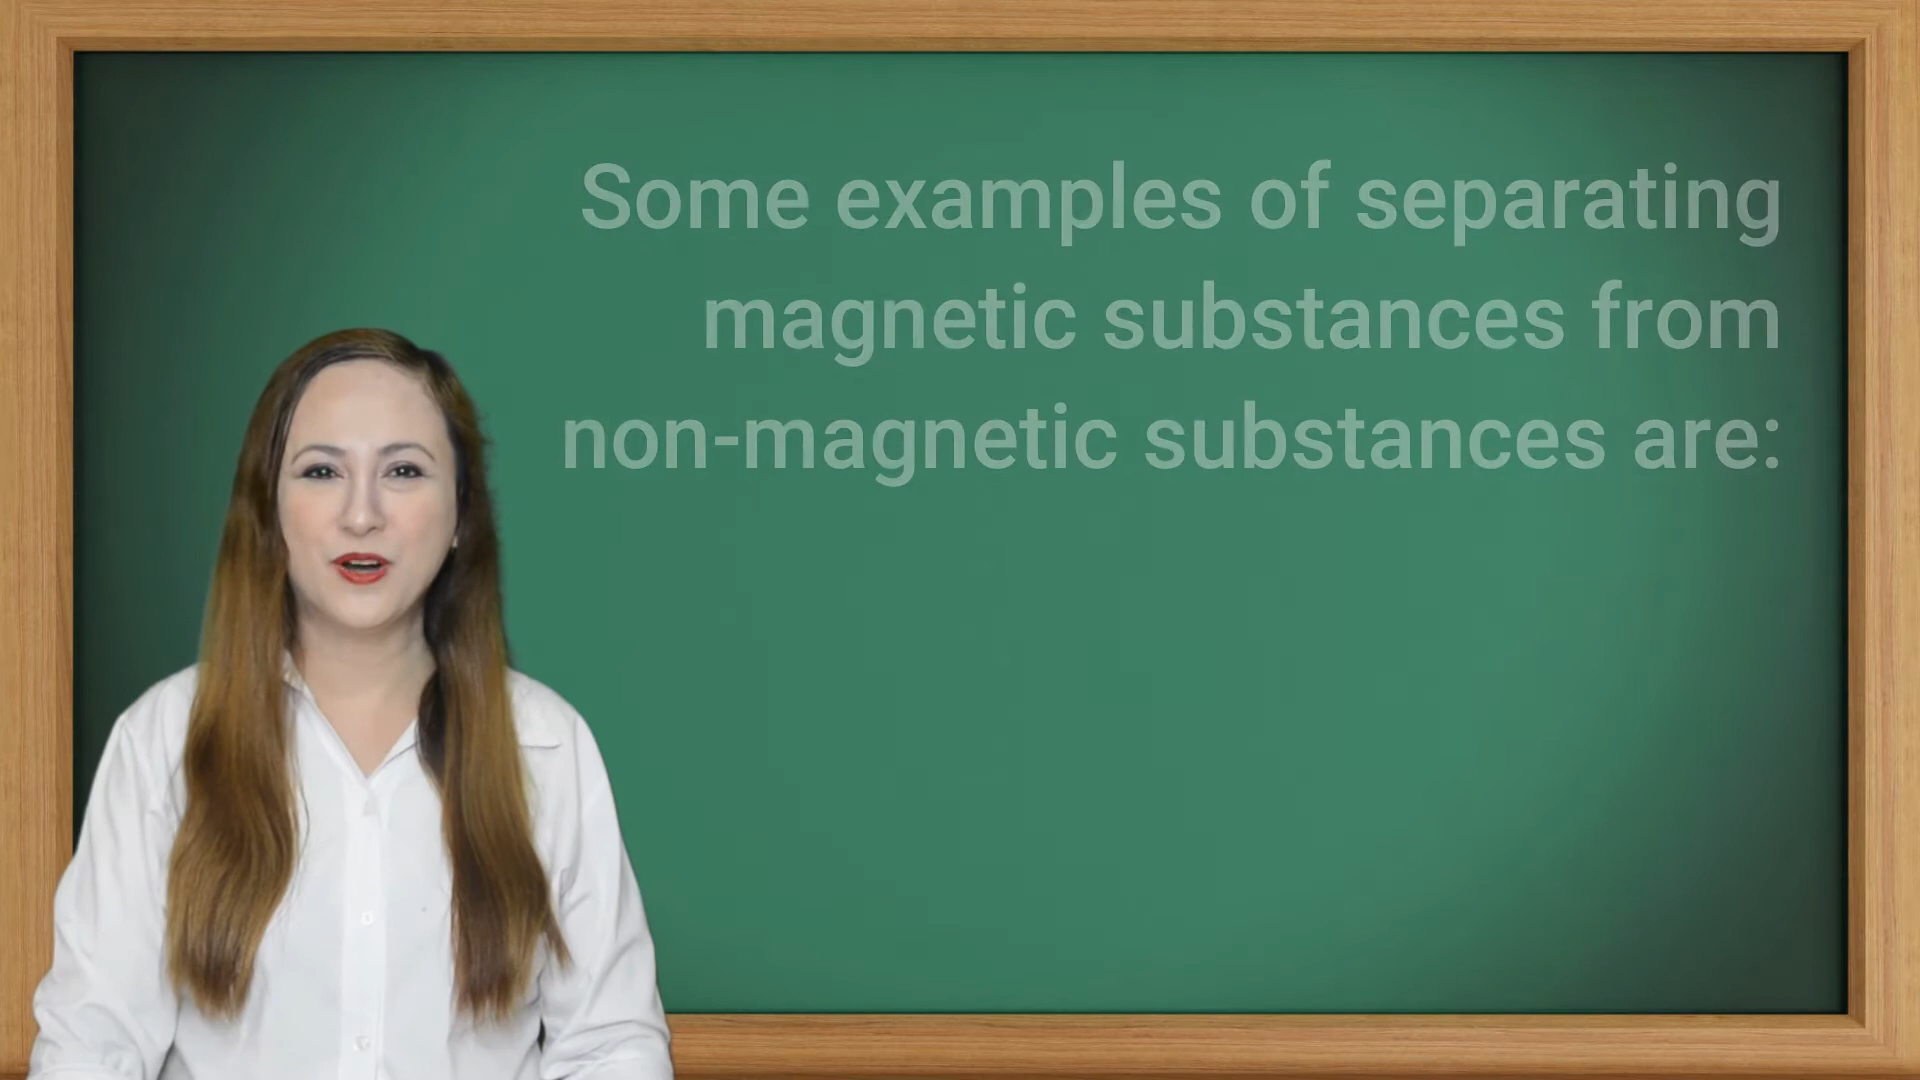 Some examples of separating
magnetic substances from
non-magnetic substances are: